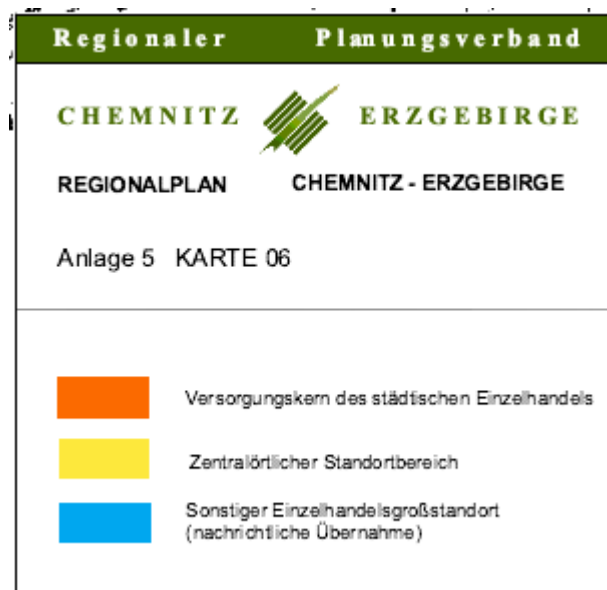 Regionaler Planungsverband
CHEMNITZ ERZGEBIRGE
REGIONALPLAN CHEMNITZ - ERZGEBIRGE
Anlage 5 KARTE 06
Versorgungskern des städtischen Einzelhandels
Zentralörtlicher Standortbereich
Sonstiger Einzelhandelsgroßstandort
(nachrichtliche Übernahme)